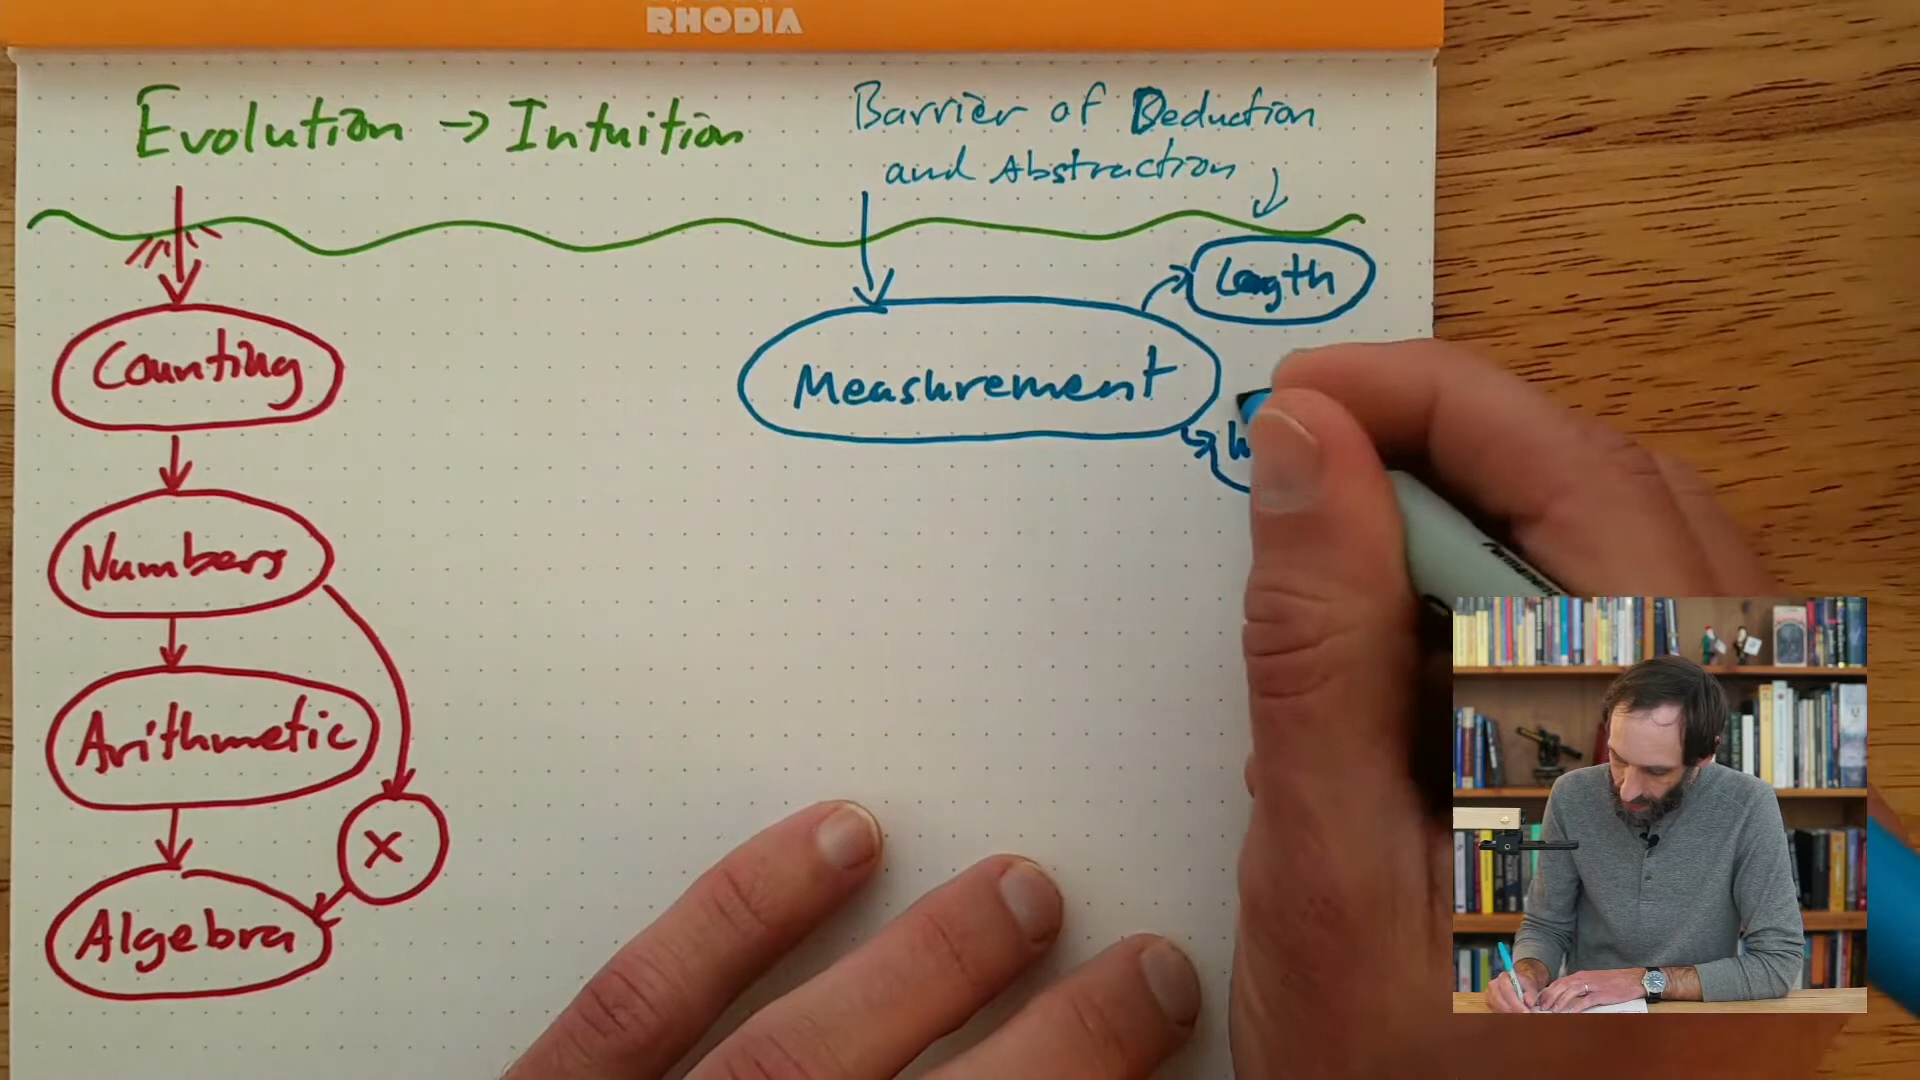 RHODIA
Evolution → Intuition
Barrier of Deduction
and Abstraction
Length
Counting
Measurement
Numbers
Arithmetic
X
Algebra